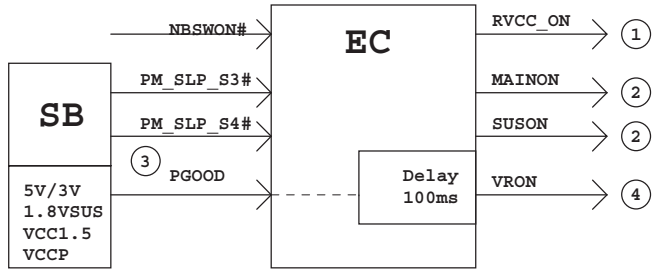 NBSWON#
RVCC_ON
1
EC
PM_SLP_S3#
MAINON
2
SB
PM_SLP_S4#
SUSON
2
3
PGOOD
Delay
100ms
VRON
4
5V/3V
1.8VSUS
VCC1.5
VCCP